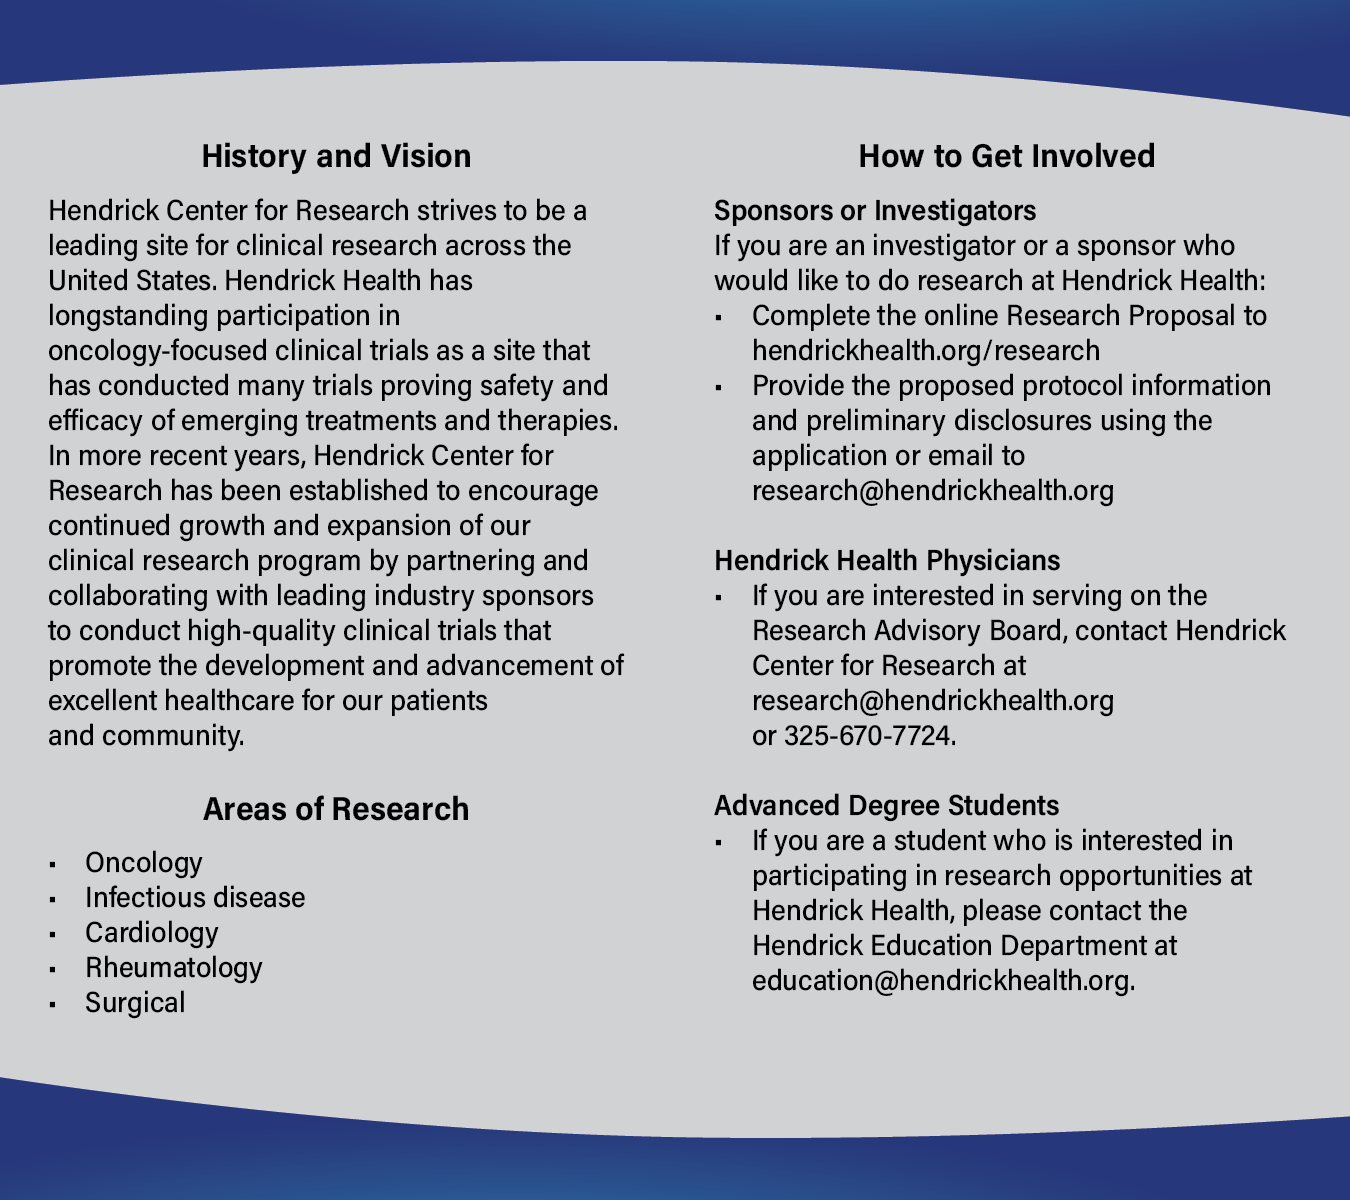 History and Vision
Hendrick Center for Research strives to be a
leading site for clinical research across the
United States. Hendrick Health has
longstanding participation in
oncology-focused clinical trials as a site that
has conducted many trials proving safety and
efficacy of emerging treatments and therapies.
In more recent years, Hendrick Center for
Research has been established to encourage
continued growth and expansion of our
clinical research program by partnering and
collaborating with leading industry sponsors
to conduct high-quality clinical trials that
promote the development and advancement of
excellent healthcare for our patients
and community.
Areas of Research
▪ Oncology
▪ Infectious disease
▪ Cardiology
▪ Rheumatology
▪ Surgical
How to Get Involved
Sponsors or Investigators
If you are an investigator or a sponsor who
would like to do research at Hendrick Health:
▪ Complete the online Research Proposal to
hendrickhealth.org/research
▪ Provide the proposed protocol information
and preliminary disclosures using the
application or email to
research@hendrickhealth.org
Hendrick Health Physicians
▪ If you are interested in serving on the
Research Advisory Board, contact Hendrick
Center for Research at
research@hendrickhealth.org
or 325-670-7724.
Advanced Degree Students
▪ If you are a student who is interested in
participating in research opportunities at
Hendrick Health, please contact the
Hendrick Education Department at
education@hendrickhealth.org.